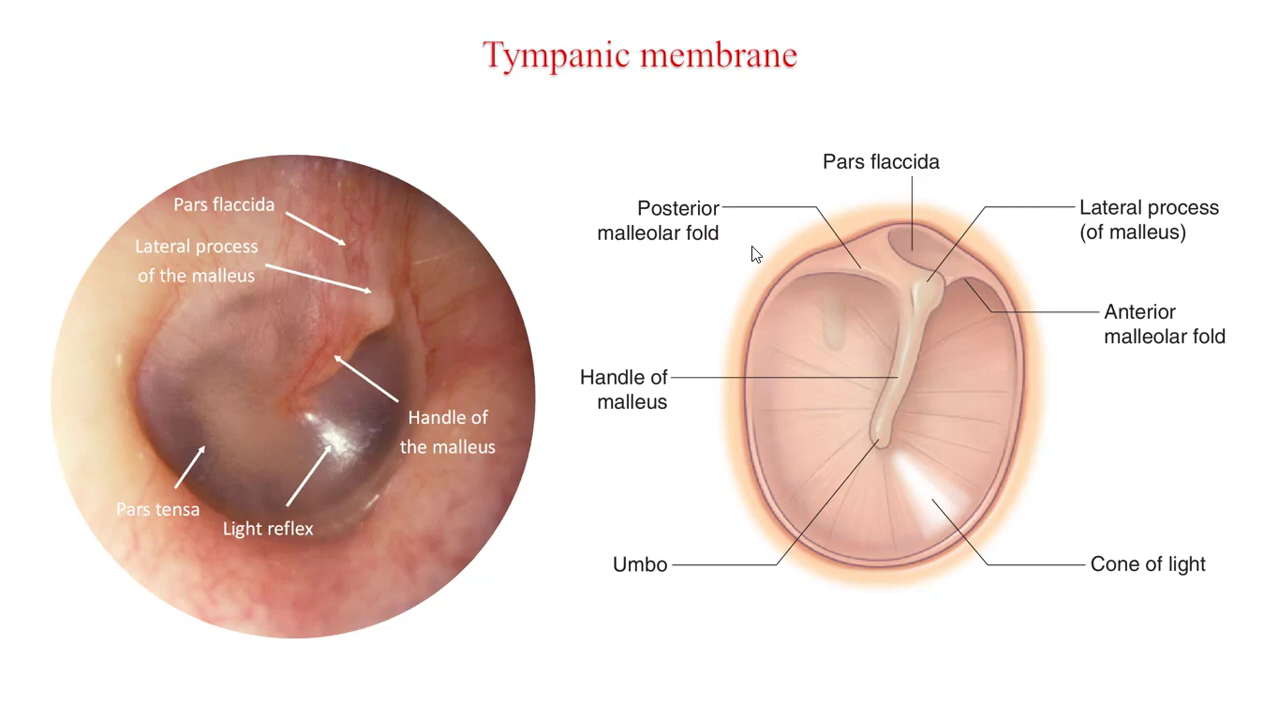 Tympanic membrane
Pars flaccida
Lateral process
of the malleus
Handle of
the malleus
Pars tensa
Light reflex
Pars flaccida
Posterior
malleolar fold
Lateral process
(of malleus)
Anterior
malleolar fold
Handle of
malleus
Umbo
Cone of light